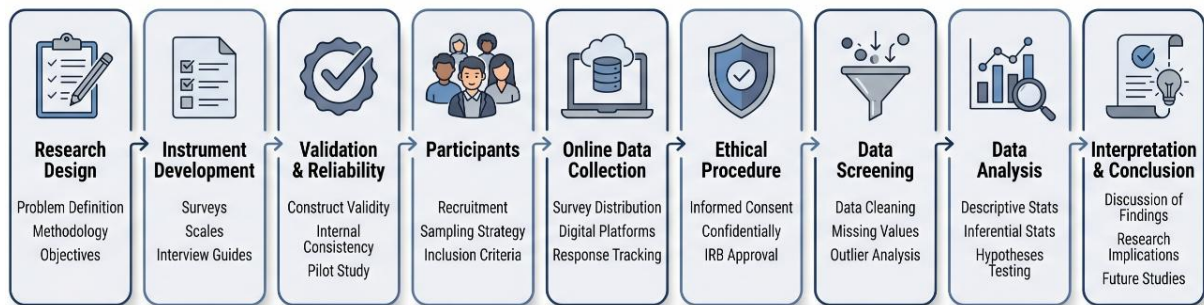 Research
Design
Problem Definition
Methodology
Objectives
Instrument
Development
Surveys
Scales
Interview Guides
Validation
& Reliability
Construct Validity
Internal
Consistency
Pilot Study
Participants
Recruitment
Sampling Strategy
Inclusion Criteria
Online Data
Collection
Survey Distribution
Digital Platforms
Response Tracking
Ethical
Procedure
Informed Consent
Confidentially
IRB Approval
Data
Screening
Data Cleaning
Missing Values
Outlier Analysis
Data
Analysis
Descriptive Stats
Inferential Stats
Hypotheses
Testing
Interpretation
& Conclusion
Discussion of
Findings
Research
Implications
Future Studies